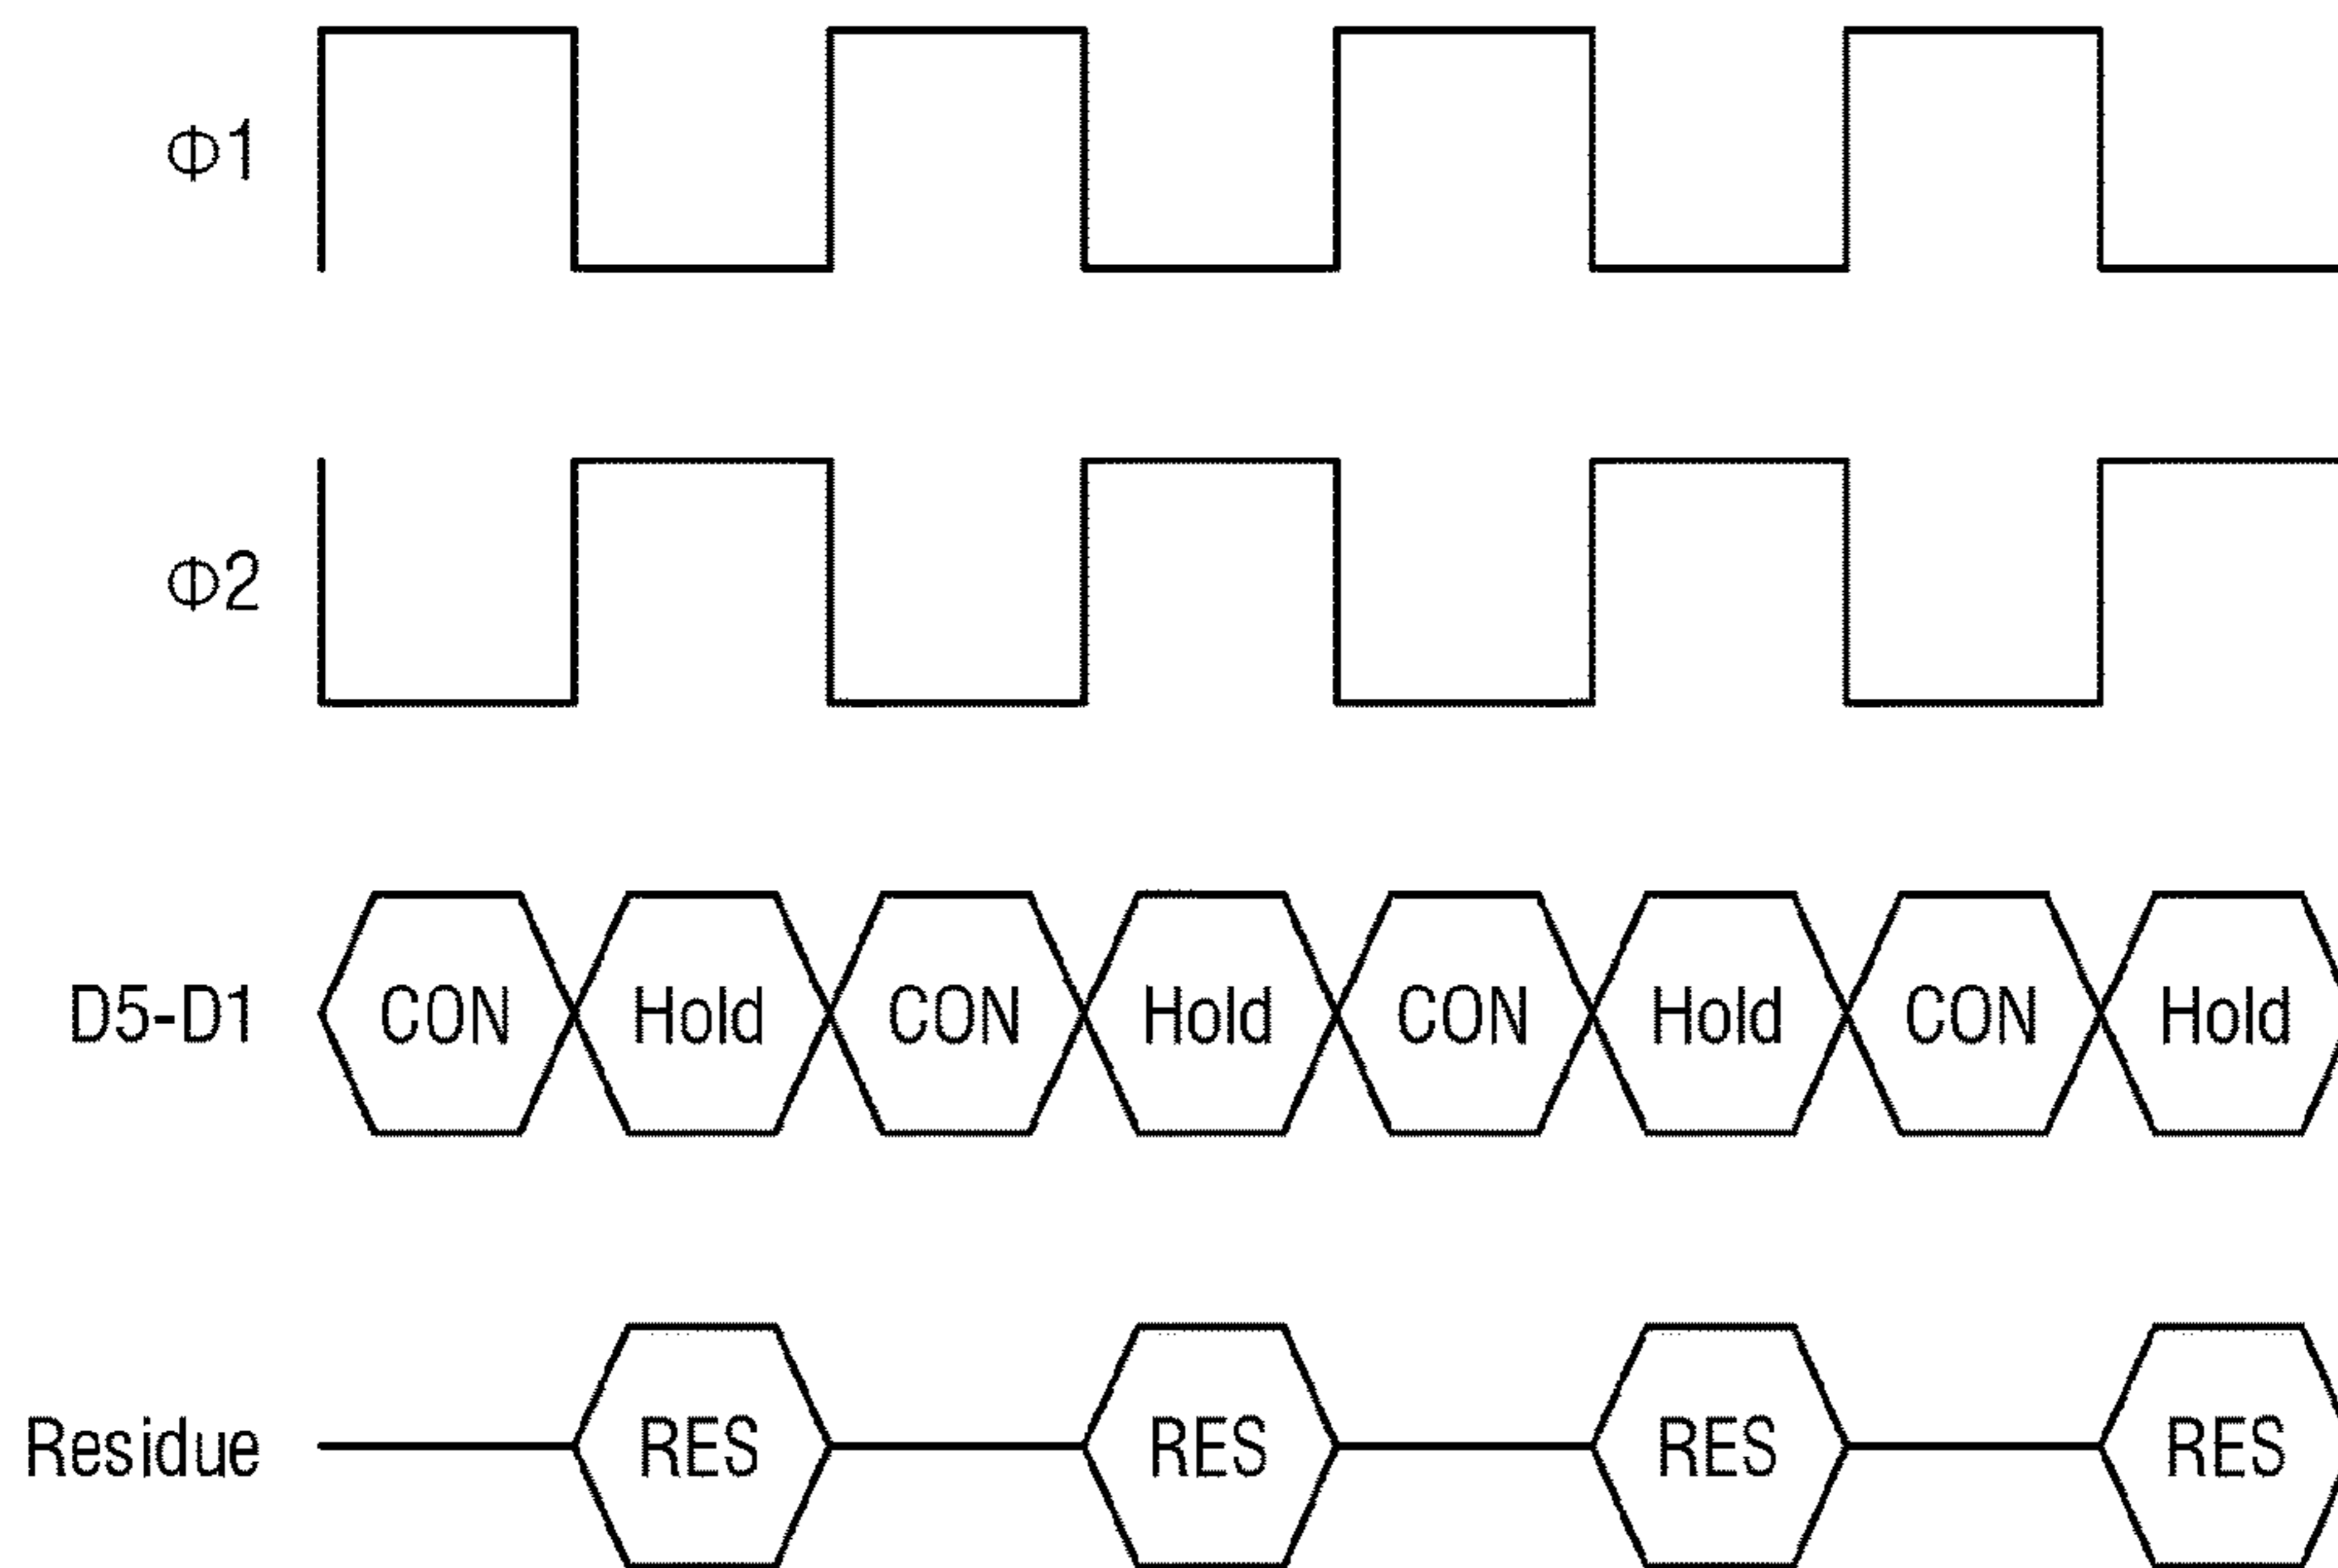 Φ1
Φ2
D5-D1 CON Hold CON Hold CON Hold CON Hold
Residue RES RES RES RES